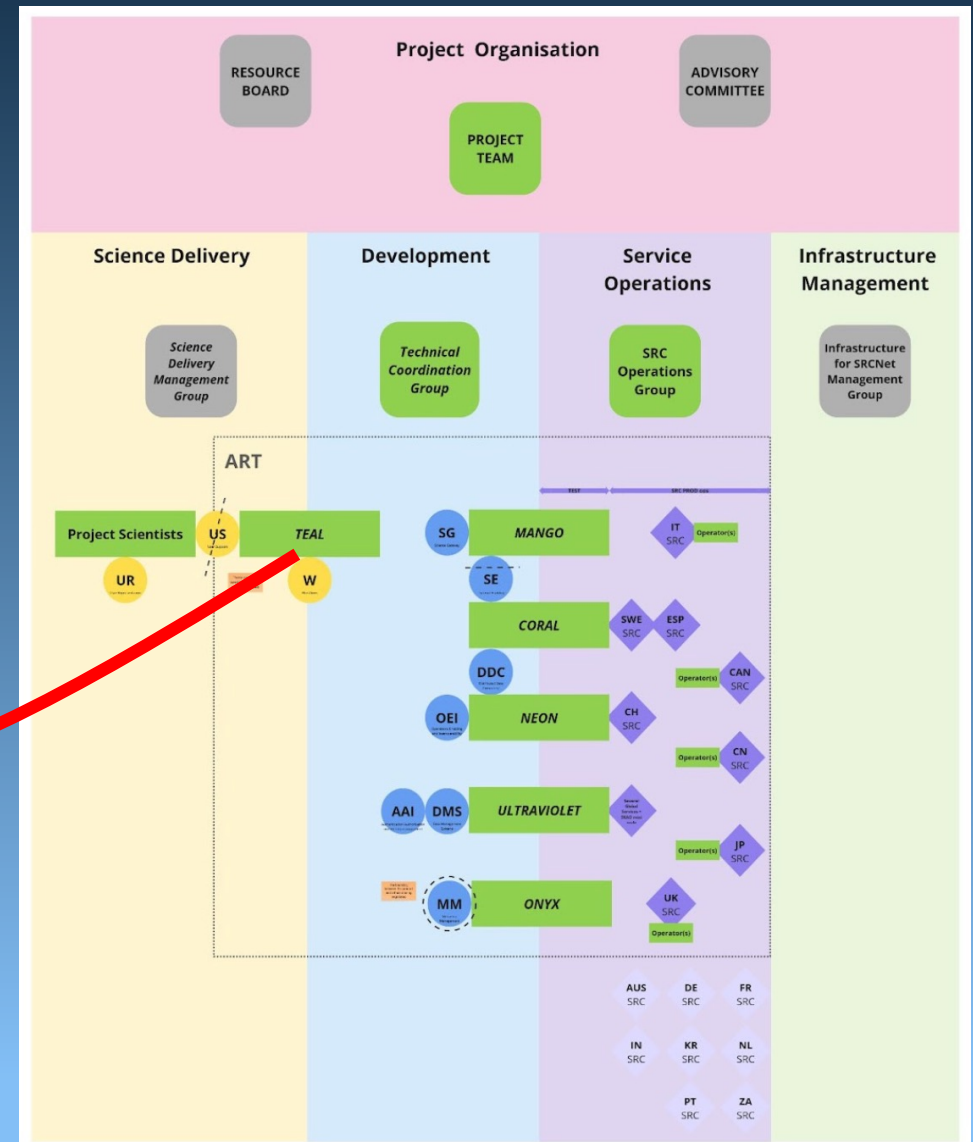 Project Organisation
RESOURCE
BOARD
ADVISORY
COMMITTEE
PROJECT
TEAM
Science Delivery
Development
Service
Operations
Infrastructure
Management
Science
Delivery
Management
Group
Technical
Coordination
Group
SRC
Operations
Group
Infrastructure
for SRCNet
Management
Group
ART
TEST
Project Scientists
US
TEAL
UR
W
SG
MANGO
IT
SRC
Operator(s)
SE
CORAL
SWE
SRC
ESP
SRC
DDC
Operator(s)
CAN
SRC
OEI
NEON
CH
SRC
Operator(s)
CN
SRC
AAI
DMS
ULTRAVIOLET
Operator(s)
JP
SRC
MM
ONYX
UK
SRC
Operator(s)
AUS
SRC
DE
SRC
FR
SRC
IN
SRC
KR
SRC
NL
SRC
PT
SRC
ZA
SRC